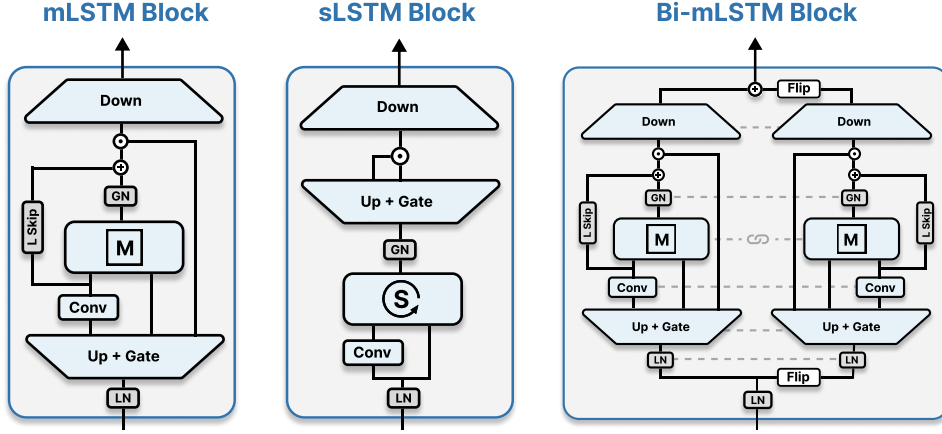 mLSTM Block
Down
GN
L Skip
M
Conv
Up + Gate
LN
sLSTM Block
Down
Up + Gate
GN
S
Conv
LN
Bi-mLSTM Block
Flip
Down Down
GN GN
L Skip L Skip
M M
Conv Conv
Up + Gate Up + Gate
LN LN
Flip
LN